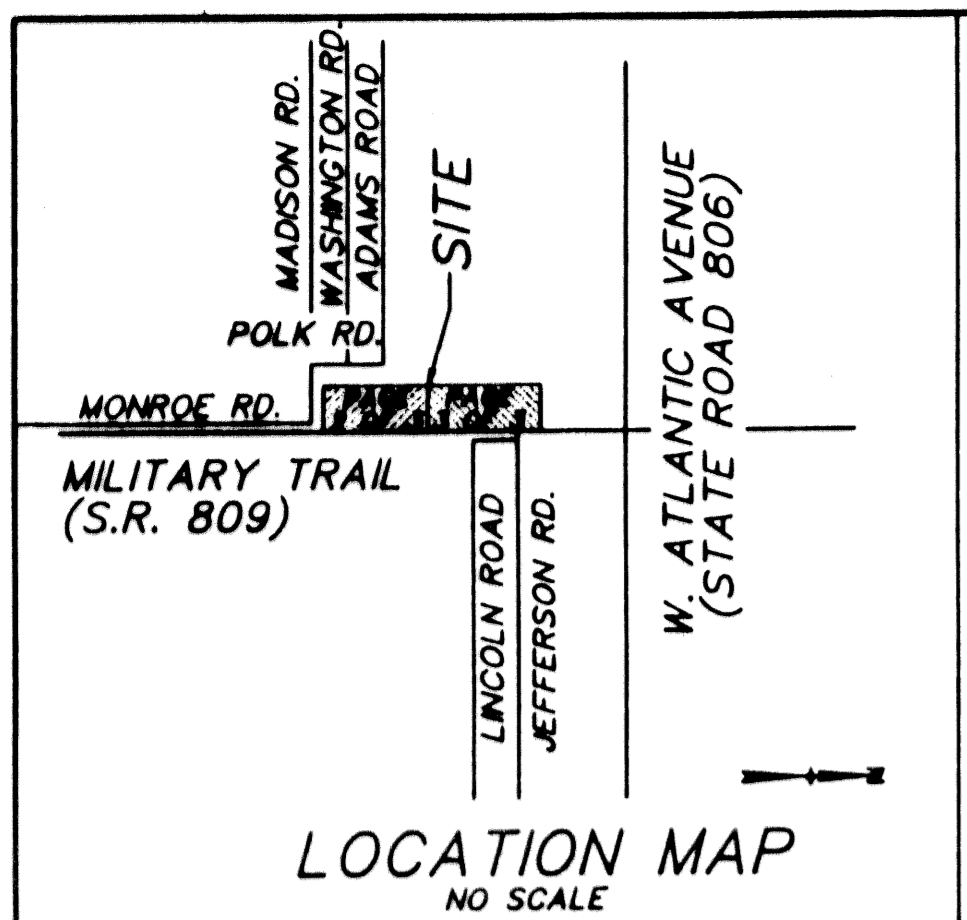 MADISON RD.
WASHINGTON RD.
ADAMS ROAD
SITE
W. ATLANTIC AVENUE
(STATE ROAD 806)
POLK RD.
MONROE RD.
MILITARY TRAIL
(S.R. 809)
LINCOLN ROAD
JEFFERSON RD.
LOCATION MAP
NO SCALE